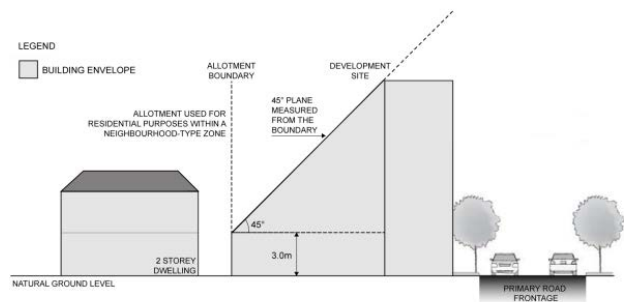 LEGEND
BUILDING ENVELOPE
ALLOTMENT
BOUNDARY
DEVELOPMENT
SITE
ALLOTMENT USED FOR
RESIDENTIAL PURPOSES WITHIN A
NEIGHBOURHOOD-TYPE ZONE
45° PLANE
MEASURED
FROM THE
BOUNDARY
45°
3.0m
2 STOREY
DWELLING
NATURAL GROUND LEVEL
PRIMARY ROAD
FRONTAGE